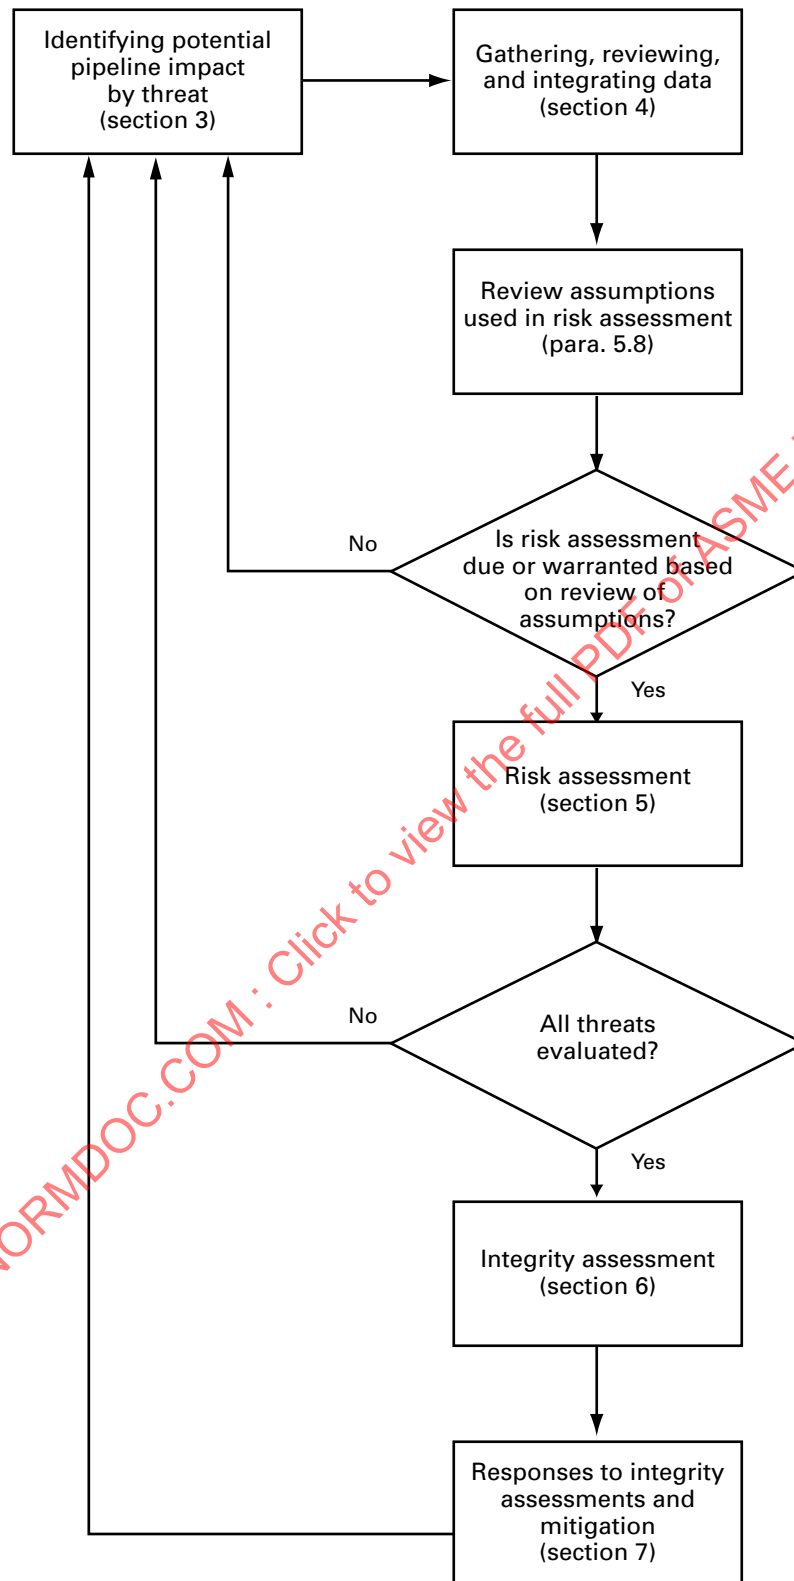 Identifying potential
pipeline impact
by threat
(section 3)
Gathering, reviewing,
and integrating data
(section 4)
Review assumptions
used in risk assessment
(para. 5.8)
No
Is risk assessment
due or warranted based
on review of
assumptions?
Yes
Risk assessment
(section 5)
No
All threats
evaluated?
Yes
Integrity assessment
(section 6)
Responses to integrity
assessments and
mitigation
(section 7)
NORMDOC.COM : Click to view the full PDF of ASME